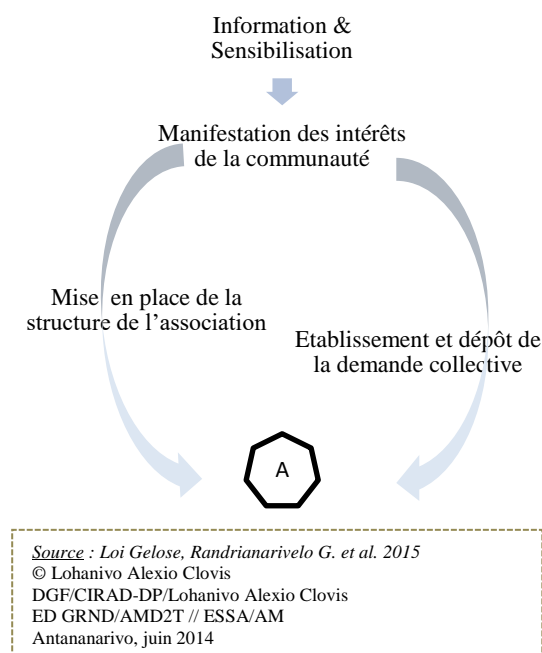 Information &
Sensibilisation
Manifestation des intérêts
de la communauté
Mise en place de la
structure de l’association
Etablissement et dépôt de
la demande collective
A
Source : Loi Gelose, Randrianarivelo G. et al. 2015
© Lohanivo Alexio Clovis
DGF/CIRAD-DP/Lohanivo Alexio Clovis
ED GRND/AMD2T // ESSA/AM
Antananarivo, juin 2014